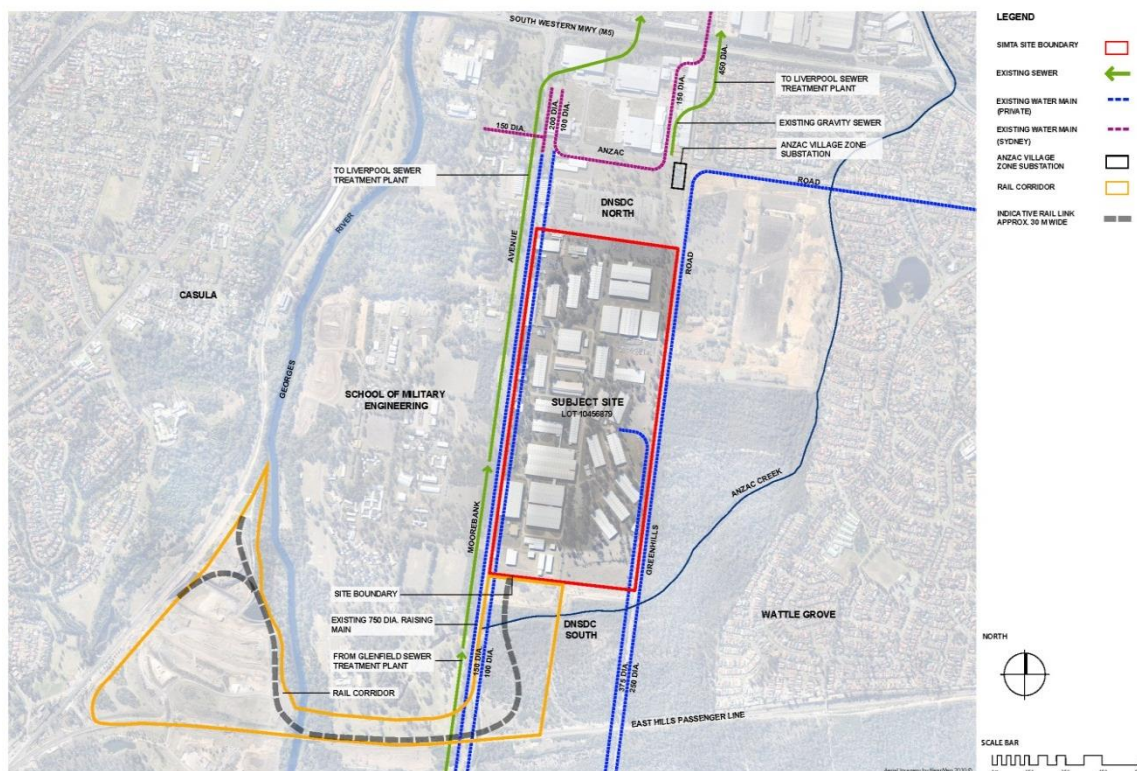 SOUTH WESTERN MWY (M5)
450 DIA.
150 DIA.
TO LIVERPOOL SEWER
TREATMENT PLANT
200 DIA.
100 DIA.
150 DIA.
EXISTING GRAVITY SEWER
ANZAC
ANZAC VILLAGE ZONE
SUBSTATION
TO LIVERPOOL SEWER
TREATMENT PLANT
ROAD
DNSDC
NORTH
RIVER
AVENUE
ROAD
CASULA
GEORGES
SCHOOL OF MILITARY
ENGINEERING
SUBJECT SITE
LOT 10456879
ANZAC CREEK
MOOREBANK
GREENHILLS
SITE BOUNDARY
EXISTING 750 DIA. RAISING
MAIN
DNSDC
SOUTH
WATTLE GROVE
FROM GLENFIELD SEWER
TREATMENT PLANT
150 DIA.
100 DIA.
375 DIA.
250 DIA.
RAIL CORRIDOR
EAST HILLS PASSENGER LINE
LEGEND
SIMTA SITE BOUNDARY
EXISTING SEWER
EXISTING WATER MAIN
(PRIVATE)
EXISTING WATER MAIN
(SYDNEY)
ANZAC VILLAGE
ZONE SUBSTATION
RAIL CORRIDOR
INDICATIVE RAIL LINK
APPROX. 30 M WIDE
NORTH
SCALE BAR